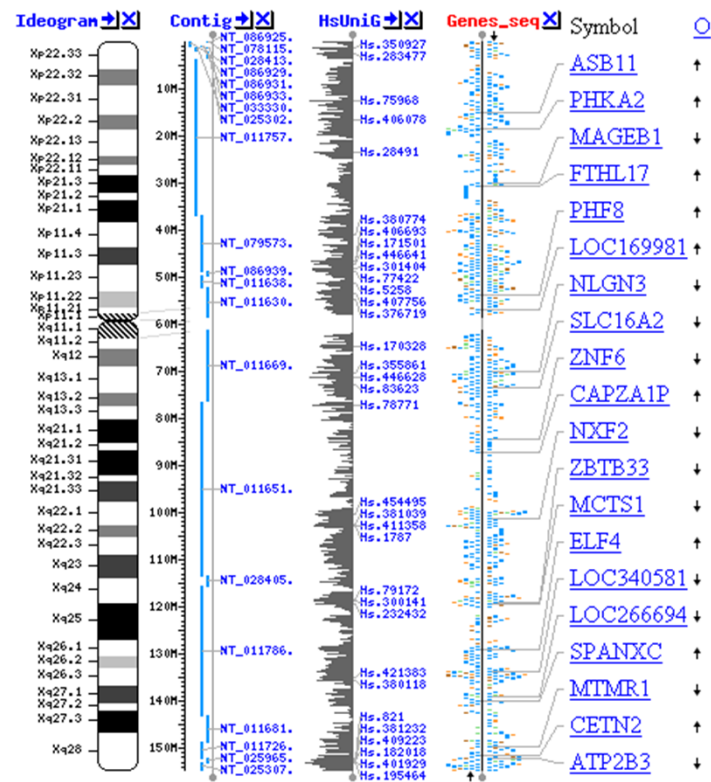 Ideogram Contig HsUniG Genes_seq Symbol O
Xp22.33
Xp22.32
Xp22.31
Xp22.2
Xp22.13
Xp22.12
Xp22.11
Xp21.3
Xp21.2
Xp21.1
Xp11.4
Xp11.3
Xp11.23
Xp11.22
Xp11.21
Xp11.1
Xq11.1
Xq11.2
Xq12
Xq13.1
Xq13.2
Xq13.3
Xq21.1
Xq21.2
Xq21.31
Xq21.32
Xq21.33
Xq22.1
Xq22.2
Xq22.3
Xq23
Xq24
Xq25
Xq26.1
Xq26.2
Xq26.3
Xq27.1
Xq27.2
Xq27.3
Xq28
10M
20M
30M
40M
50M
60M
70M
80M
90M
100M
110M
120M
130M
140M
150M
NT_086925.
NT_078115.
NT_028413.
NT_086929.
NT_086931.
NT_086933.
NT_033330.
NT_025302.
NT_011757.
NT_079573.
NT_086939.
NT_011638.
NT_011630.
NT_011669.
NT_011651.
NT_028405.
NT_011786.
NT_011681.
NT_011726.
NT_025965.
NT_025307.
Hs.350927
Hs.283477
Hs.75968
Hs.406078
Hs.28491
Hs.380774
Hs.406693
Hs.171501
Hs.446641
Hs.301404
Hs.77422
Hs.5258
Hs.407756
Hs.376719
Hs.170328
Hs.355861
Hs.446628
Hs.83623
Hs.78771
Hs.454495
Hs.381039
Hs.411358
Hs.1787
Hs.79172
Hs.300141
Hs.232432
Hs.421383
Hs.380118
Hs.821
Hs.381232
Hs.409223
Hs.182018
Hs.401929
Hs.195464
ASB11
PHKA2
MAGEB1
FTHL17
PHF8
LOC169981
NLGN3
SLC16A2
ZNF6
CAPZA1P
NXF2
ZBTB33
MCTS1
ELF4
LOC340581
LOC266694
SPANXC
MTMR1
CETN2
ATP2B3